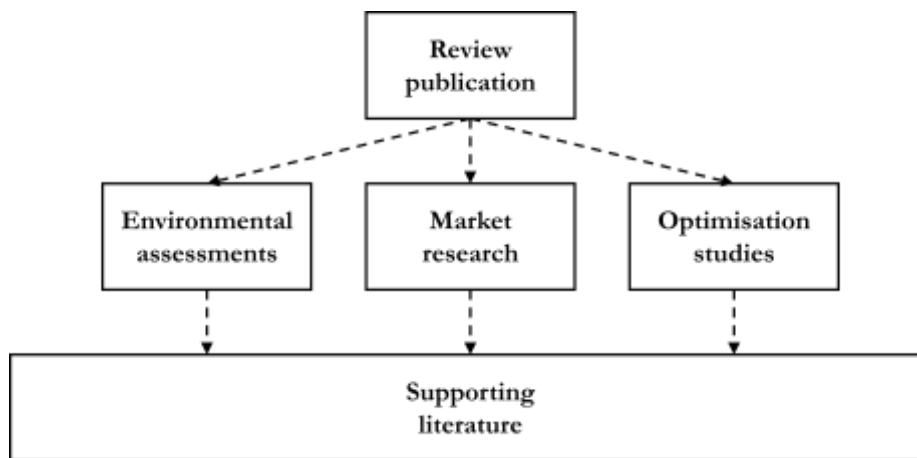 Review
publication
Environmental
assessments
Market
research
Optimisation
studies
Supporting
literature